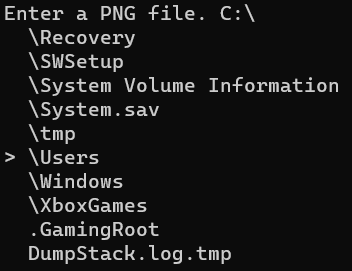 Enter a PNG file. C:\
\Recovery
\SWSetup
\System Volume Information
\System.sav
\tmp
> \Users
\Windows
\XboxGames
.GamingRoot
DumpStack.log.tmp